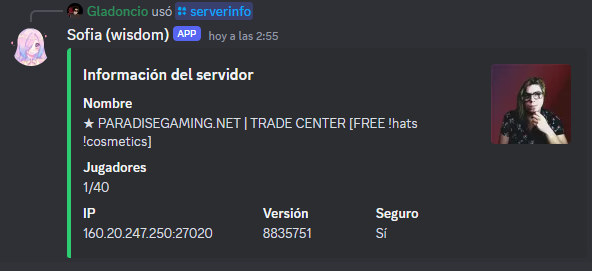 Gladoncio usó serverinfo
Sofia (wisdom) APP hoy a las 2:55
Información del servidor
Nombre
★ PARADISEGAMING.NET | TRADE CENTER [FREE !hats
!cosmetics]
Jugadores
1/40
IP Versión Seguro
160.20.247.250:27020 8835751 Sí